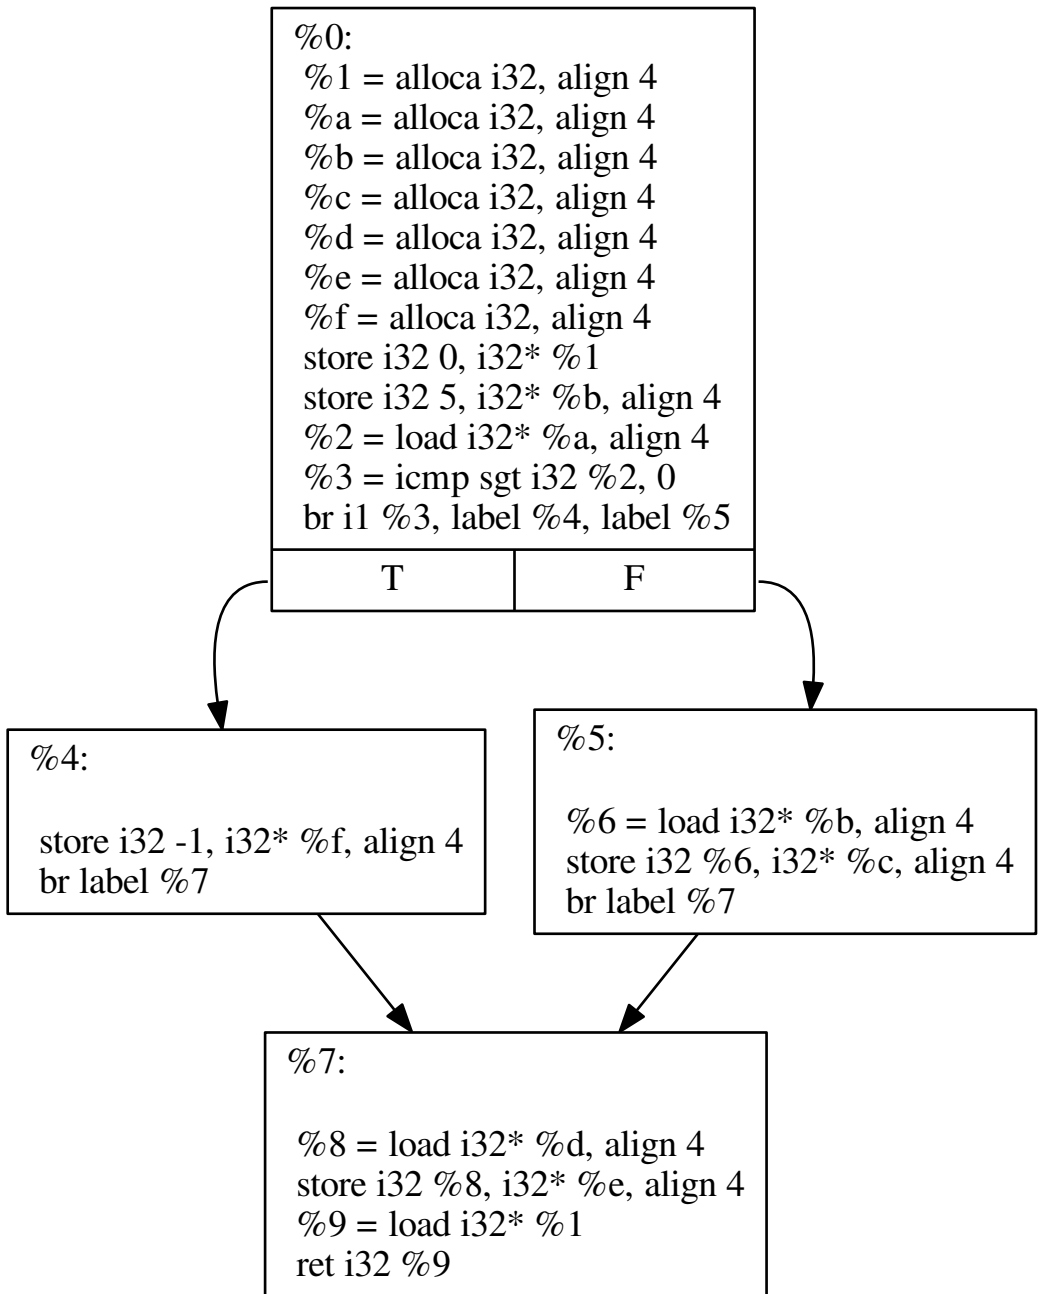 %0:
%1 = alloca i32, align 4
%a = alloca i32, align 4
%b = alloca i32, align 4
%c = alloca i32, align 4
%d = alloca i32, align 4
%e = alloca i32, align 4
%f = alloca i32, align 4
store i32 0, i32* %1
store i32 5, i32* %b, align 4
%2 = load i32* %a, align 4
%3 = icmp sgt i32 %2, 0
br i1 %3, label %4, label %5
T F
%4:
store i32 -1, i32* %f, align 4
br label %7
%5:
%6 = load i32* %b, align 4
store i32 %6, i32* %c, align 4
br label %7
%7:
%8 = load i32* %d, align 4
store i32 %8, i32* %e, align 4
%9 = load i32* %1
ret i32 %9